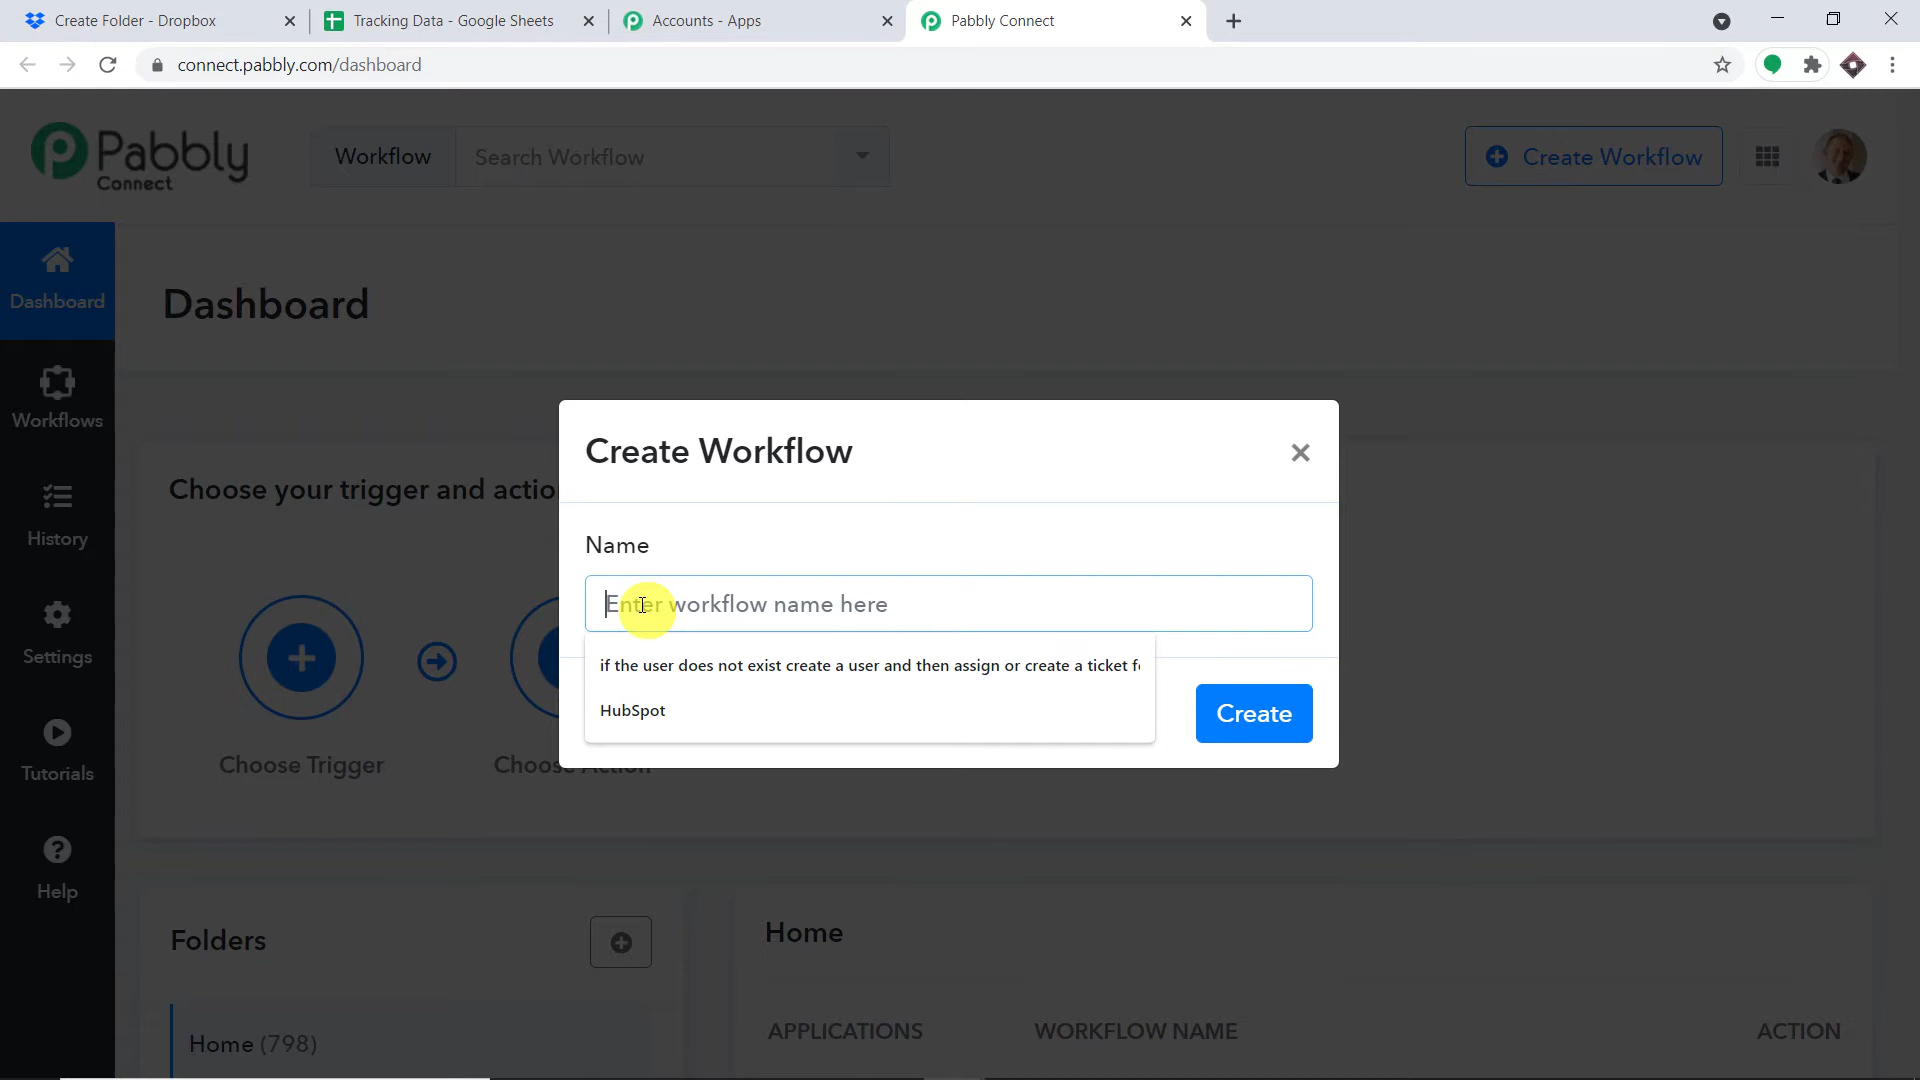 Create Folder - Dropbox
Tracking Data - Google Sheets
Accounts - Apps
Pabbly Connect
connect.pabbly.com/dashboard
Pabbly
Connect
Workflow
Search Workflow
Create Workflow
Dashboard
Dashboard
Workflows
History
Settings
Tutorials
Help
Choose your trigger and actio
Choose Trigger
Choose Action
Create Workflow
Name
Enter workflow name here
if the user does not exist create a user and then assign or create a ticket f
HubSpot
Create
Folders
Home (798)
Home
APPLICATIONS
WORKFLOW NAME
ACTION